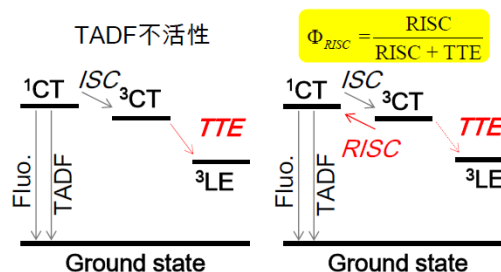 TADF不活性
¹CT
ISC
³CT
TTE
³LE
Fluo.
TADF
Ground state
Φ_RISC = RISC / (RISC + TTE)
¹CT
ISC
³CT
TTE
RISC
³LE
Fluo.
TADF
Ground state